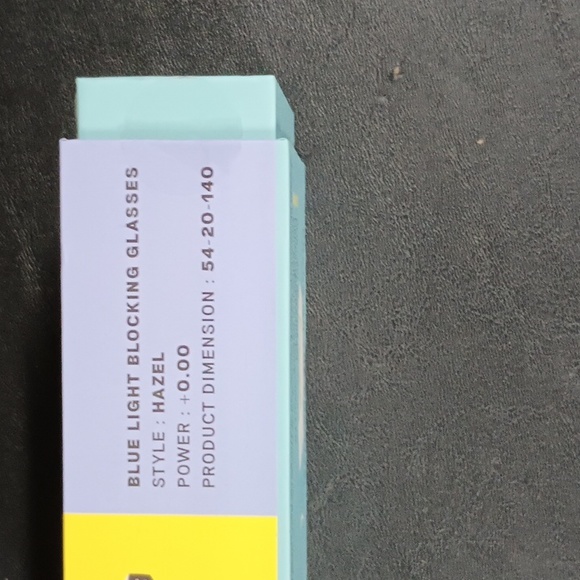 BLUE LIGHT BLOCKING GLASSES
STYLE : HAZEL
POWER : +0.00
PRODUCT DIMENSION : 54-20-140